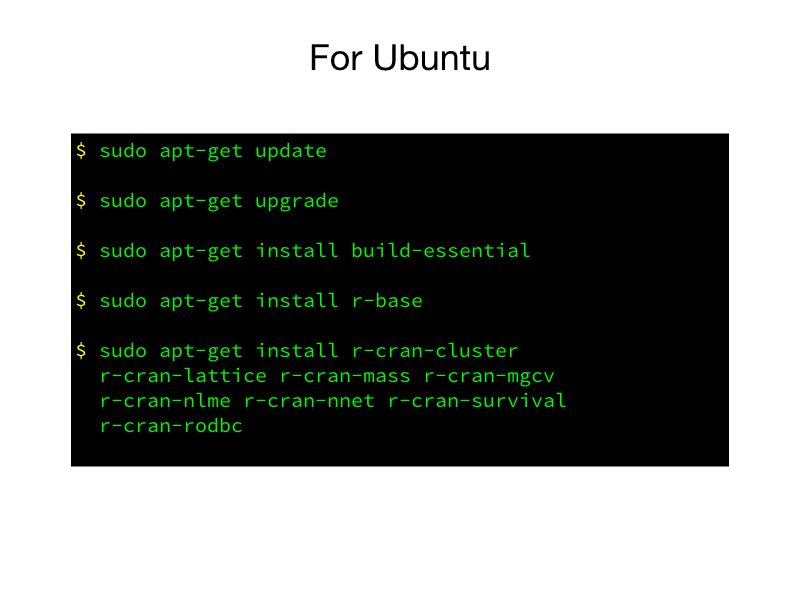 For Ubuntu
$ sudo apt-get update
$ sudo apt-get upgrade
$ sudo apt-get install build-essential
$ sudo apt-get install r-base
$ sudo apt-get install r-cran-cluster
r-cran-lattice r-cran-mass r-cran-mgcv
r-cran-nlme r-cran-nnet r-cran-survival
r-cran-rodbc